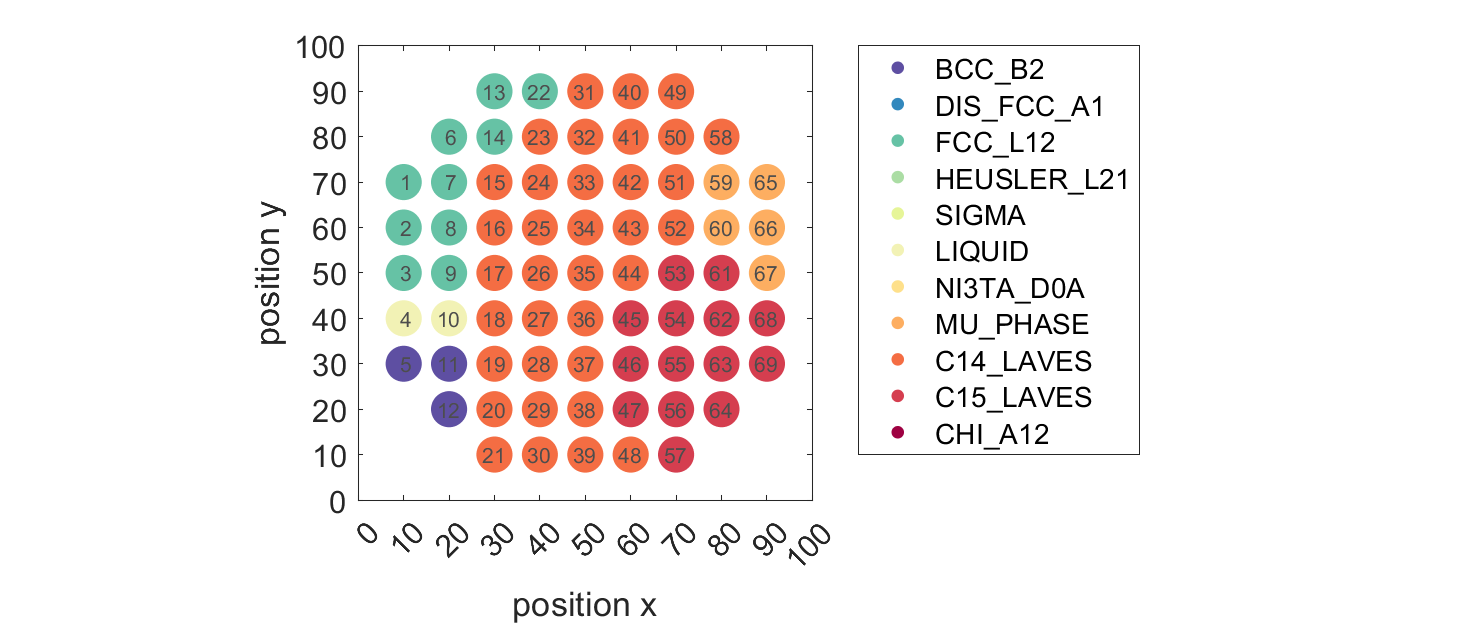 100
90
80
70
60
50
40
30
20
10
0
position y
13 22 31 40 49
6 14 23 32 41 50 58
1 7 15 24 33 42 51 59 65
2 8 16 25 34 43 52 60 66
3 9 17 26 35 44 53 61 67
4 10 18 27 36 45 54 62 68
5 11 19 28 37 46 55 63 69
12 20 29 38 47 56 64
21 30 39 48 57
0 10 20 30 40 50 60 70 80 90 100
position x
BCC_B2
DIS_FCC_A1
FCC_L12
HEUSLER_L21
SIGMA
LIQUID
NI3TA_D0A
MU_PHASE
C14_LAVES
C15_LAVES
CHI_A12